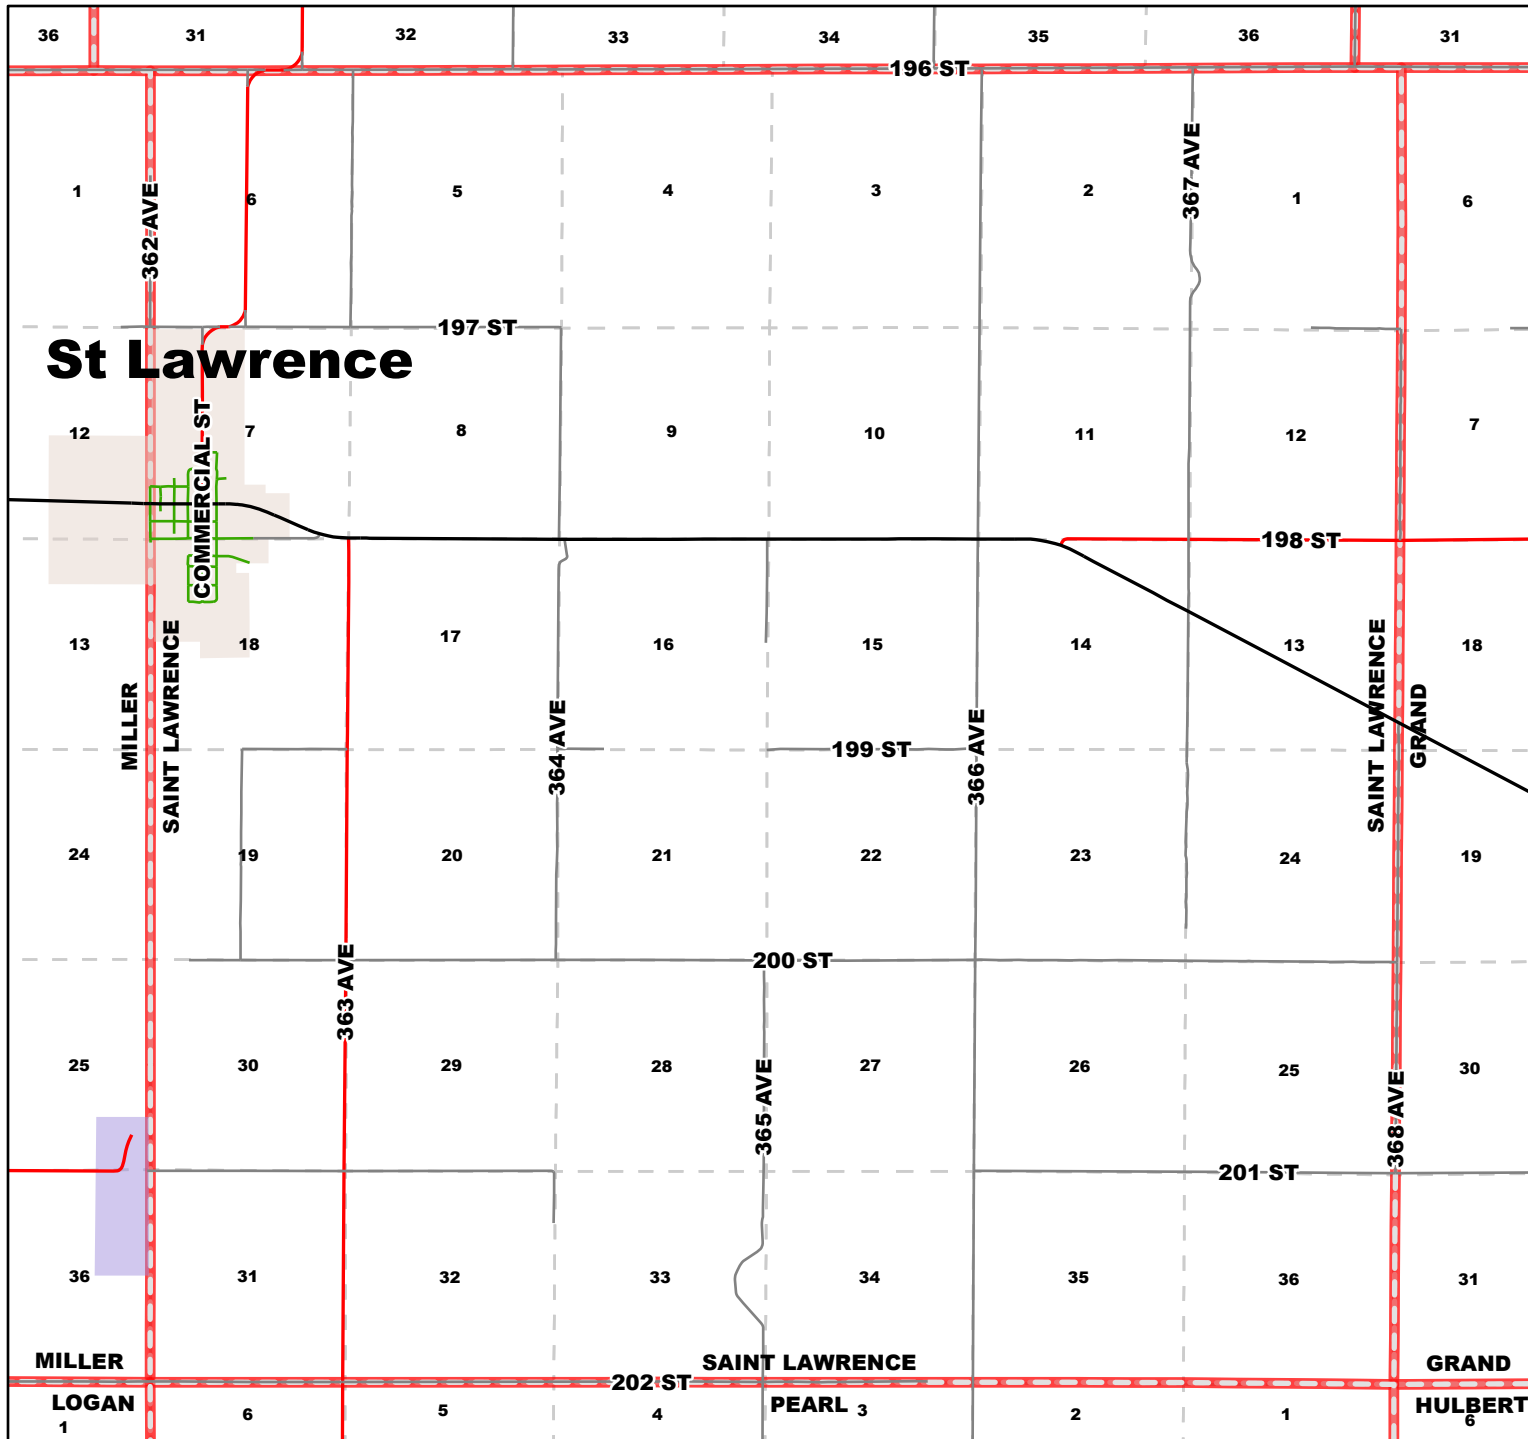 36 31 32 33 34 35 36 31
196 ST
1 6 5 4 3 2 1 6
362 AVE
367 AVE
197 ST
St Lawrence
COMMERCIAL ST
12 7 8 9 10 11 12 7
198 ST
13 18 17 16 15 14 13 18
MILLER
SAINT LAWRENCE
SAINT LAWRENCE
GRAND
364 AVE
366 AVE
199 ST
24 19 20 21 22 23 24 19
363 AVE
200 ST
25 30 29 28 27 26 25 30
365 AVE
368 AVE
201 ST
36 31 32 33 34 35 36 31
MILLER SAINT LAWRENCE GRAND
202 ST
LOGAN PEARL HULBERT
1 6 5 4 3 2 1 6